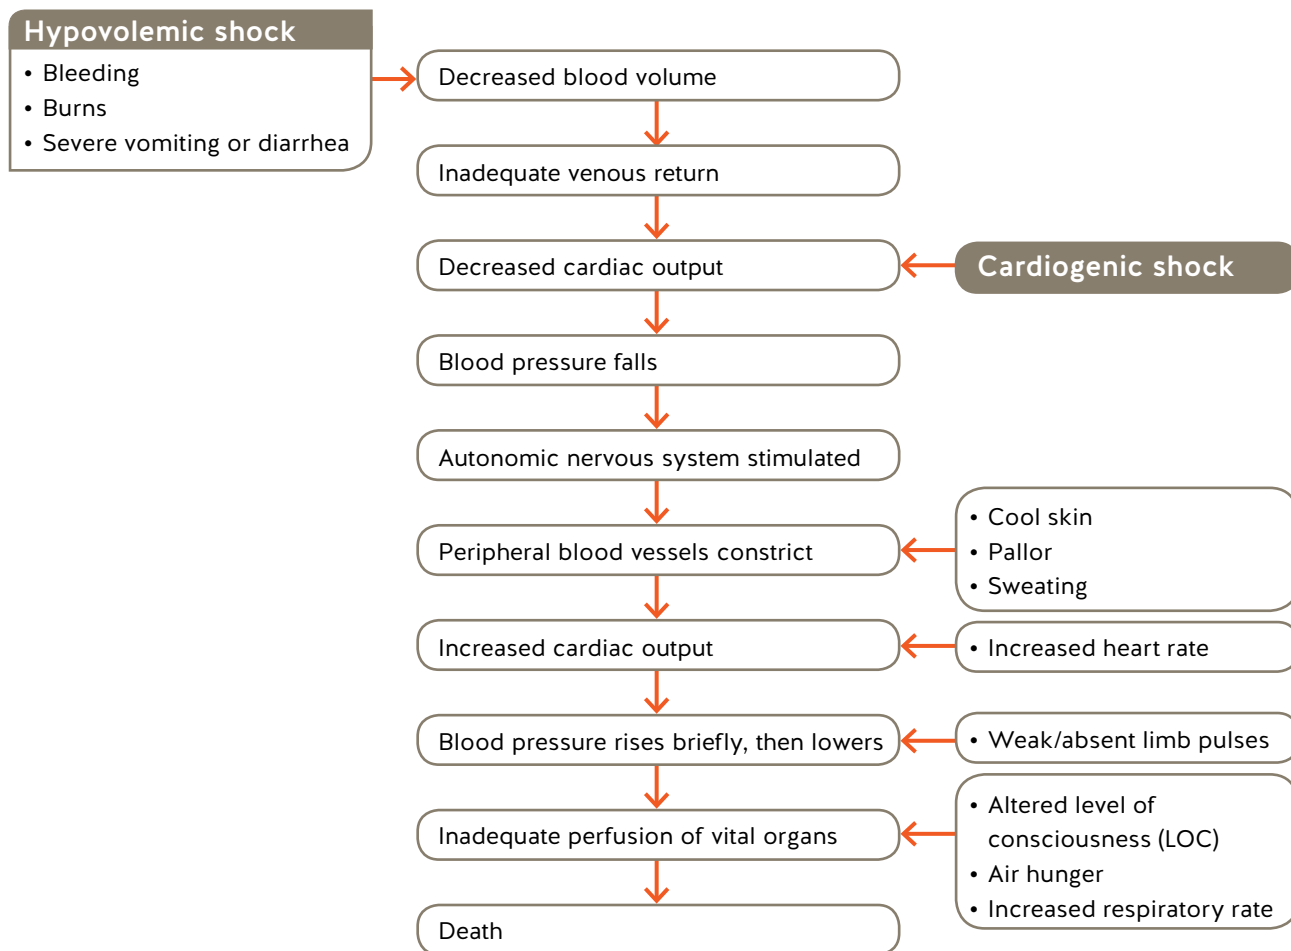 Hypovolemic shock
• Bleeding
• Burns
• Severe vomiting or diarrhea
Decreased blood volume
Inadequate venous return
Decreased cardiac output
Cardiogenic shock
Blood pressure falls
Autonomic nervous system stimulated
Peripheral blood vessels constrict
• Cool skin
• Pallor
• Sweating
Increased cardiac output
• Increased heart rate
Blood pressure rises briefly, then lowers
• Weak/absent limb pulses
Inadequate perfusion of vital organs
• Altered level of
consciousness (LOC)
• Air hunger
• Increased respiratory rate
Death